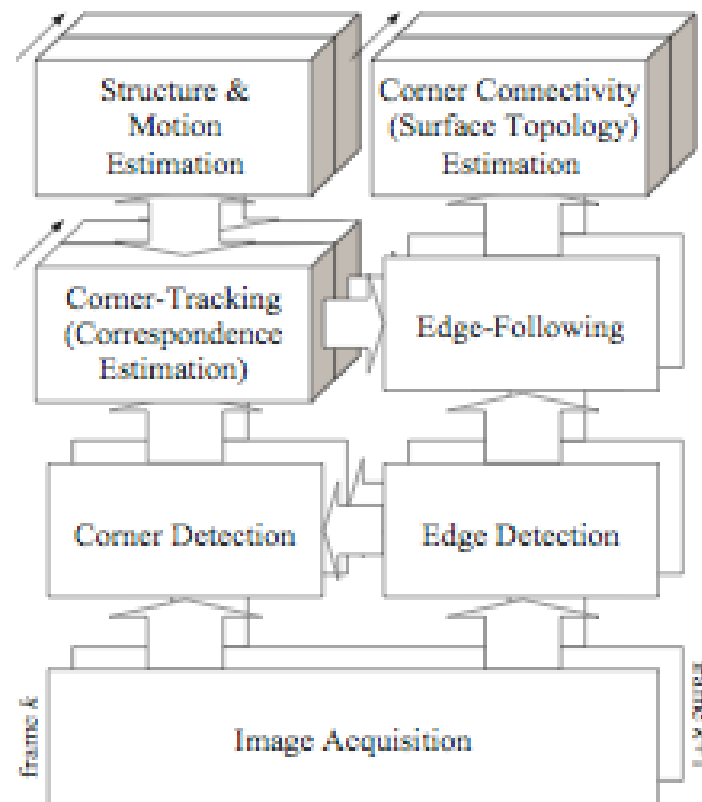 Structure &
Motion
Estimation
Corner Connectivity
(Surface Topology)
Estimation
Corner-Tracking
(Correspondence
Estimation)
Edge-Following
Corner Detection
Edge Detection
Image Acquisition
frame k